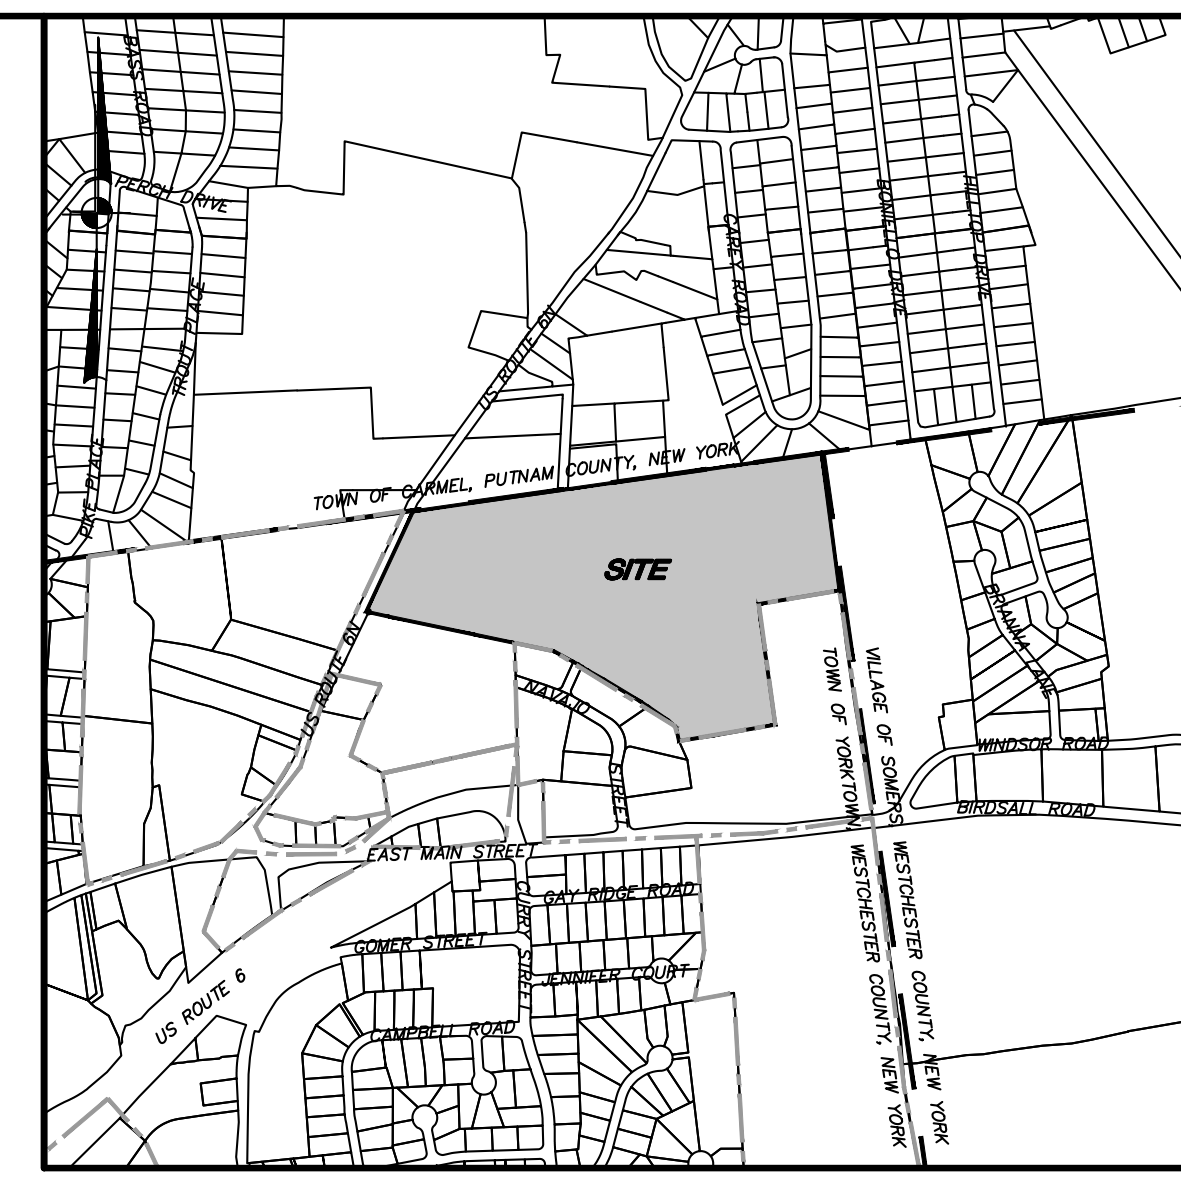 BASS ROAD
PERCH DRIVE
TROUT PLACE
PIKE PLACE
CAREY ROAD
BONIELLO DRIVE
HILLTOP DRIVE
US ROUTE 6N
TOWN OF CARMEL, PUTNAM COUNTY, NEW YORK
SITE
BRIANNA LANE
US ROUTE 6N
NAVAJO
STREET
TOWN OF YORKTOWN, WESTCHESTER COUNTY, NEW YORK
VILLAGE OF SOMERS, WESTCHESTER COUNTY, NEW YORK
WINDSOR ROAD
BIRDSALL ROAD
EAST MAIN STREET
CURRY STREET
GAY RIDGE ROAD
GOMER STREET
JENNIFER COURT
US ROUTE 6
CAMPBELL ROAD